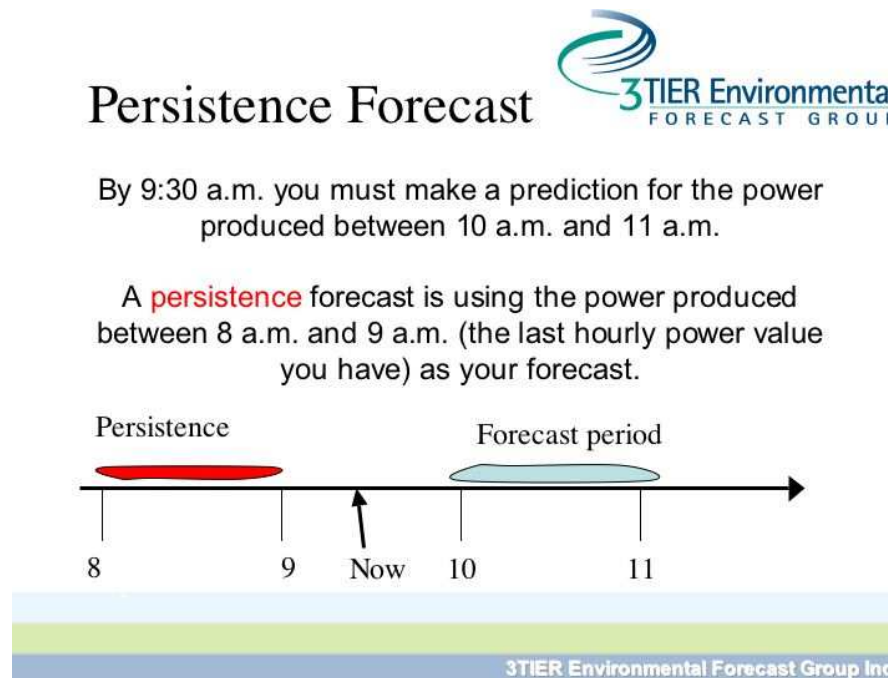 Persistence Forecast
3TIER Environmenta
FORECAST GROUP
By 9:30 a.m. you must make a prediction for the power
produced between 10 a.m. and 11 a.m.
A persistence forecast is using the power produced
between 8 a.m. and 9 a.m. (the last hourly power value
you have) as your forecast.
Persistence
Forecast period
8 9 Now 10 11
3TIER Environmental Forecast Group Inc